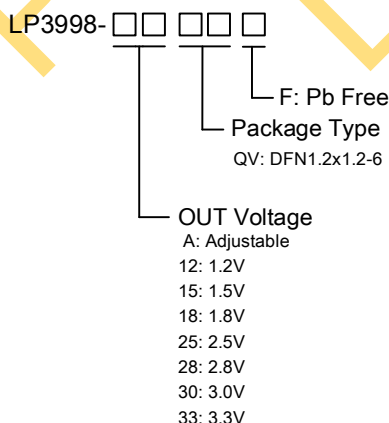 LP3998-□□ □□ □
F: Pb Free
Package Type
QV: DFN1.2x1.2-6
OUT Voltage
A: Adjustable
12: 1.2V
15: 1.5V
18: 1.8V
25: 2.5V
28: 2.8V
30: 3.0V
33: 3.3V